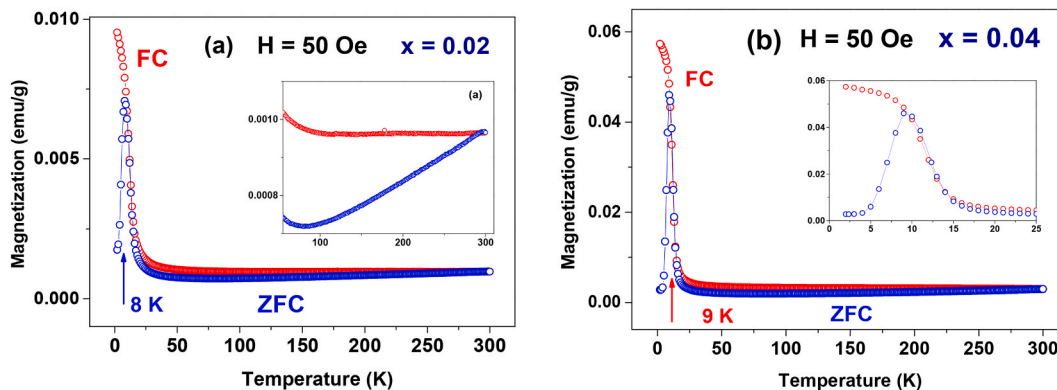 (a) H = 50 Oe x = 0.02
FC
(a)
0.0010
0.0008
100 200 300
8 K
ZFC
0.010
0.005
0.000
Magnetization (emu/g)
0 50 100 150 200 250 300
Temperature (K)
(b) H = 50 Oe x = 0.04
FC
0.06
0.04
0.02
0.00
0 5 10 15 20 25
9 K
ZFC
0.06
0.04
0.02
0.00
Magnetization (emu/g)
0 50 100 150 200 250 300
Temperature (K)